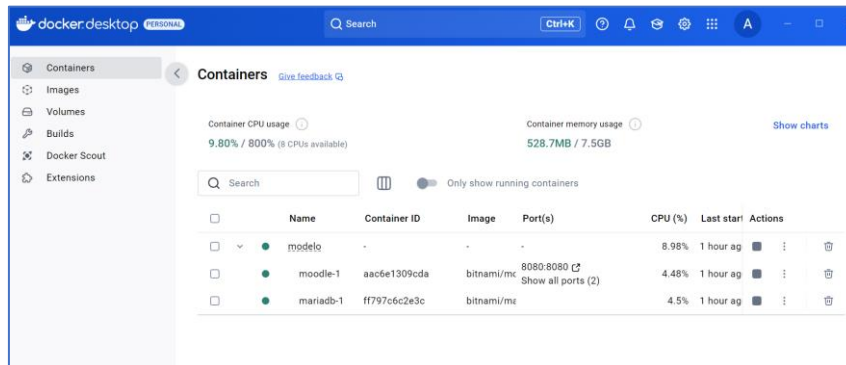 docker.desktop PERSONAL Search Ctrl+K A
Containers
Images
Volumes
Builds
Docker Scout
Extensions
Containers Give feedback
Container CPU usage
9.80% / 800% (8 CPUs available)
Container memory usage
528.7MB / 7.5GB
Show charts
Search Only show running containers
Name Container ID Image Port(s) CPU (%) Last start Actions
modelo - - - 8.98% 1 hour ag
moodle-1 aac6e1309cda bitnami/mo 8080:8080 4.48% 1 hour ag
Show all ports (2)
mariadb-1 ff797c6c2e3c bitnami/ma 4.5% 1 hour ag